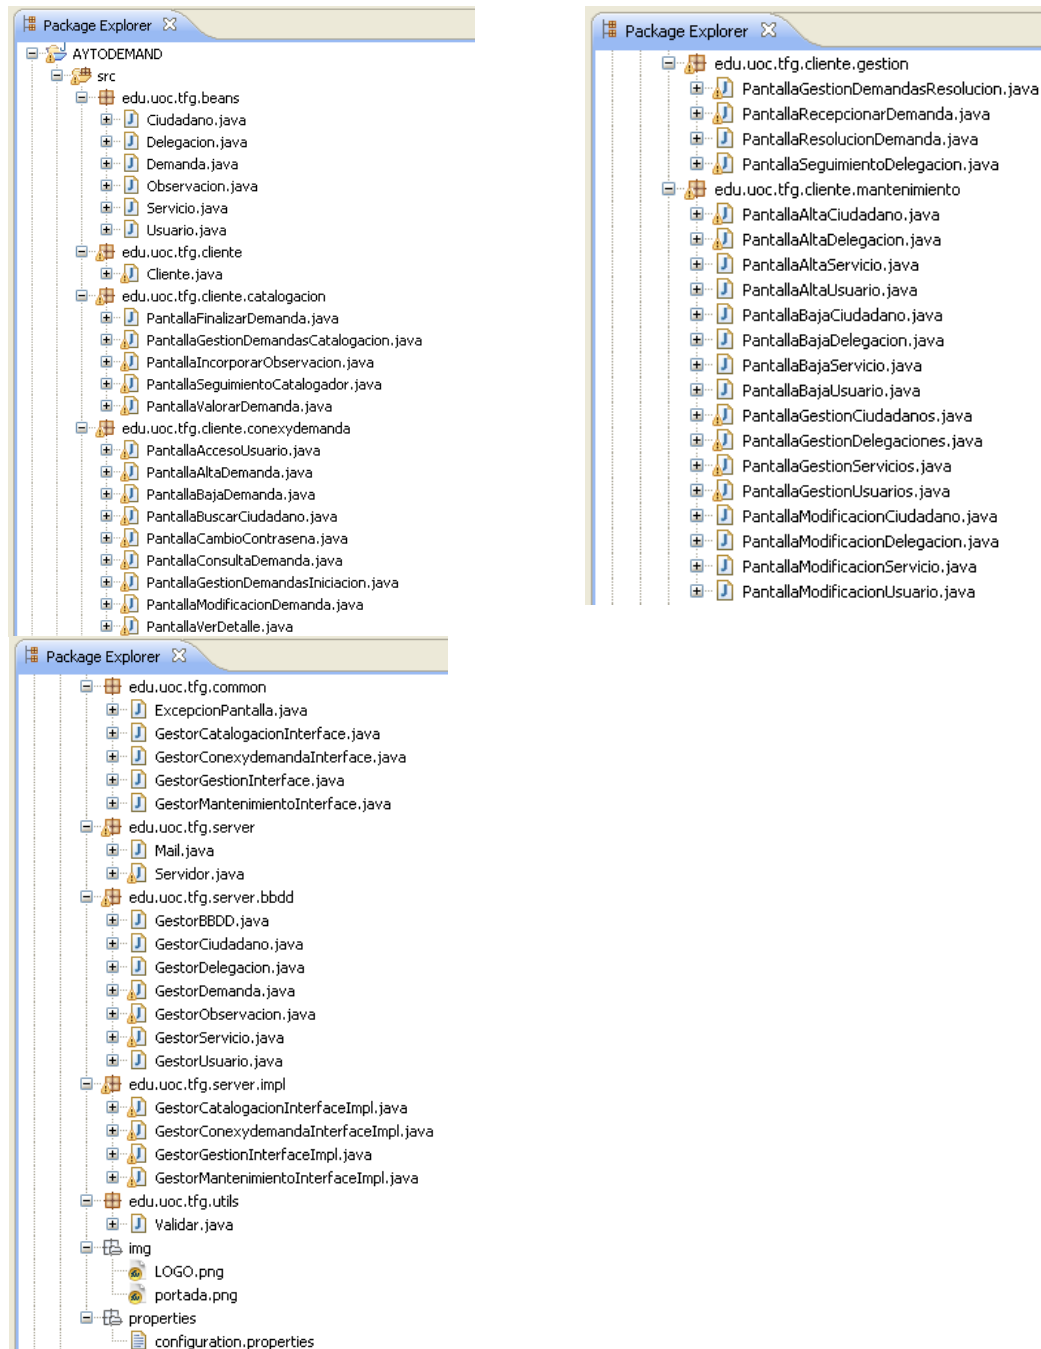 Package Explorer
AYTODEMAND
src
edu.uoc.tfg.beans
Ciudadano.java
Delegacion.java
Demanda.java
Observacion.java
Servicio.java
Usuario.java
edu.uoc.tfg.cliente
Cliente.java
edu.uoc.tfg.cliente.catalogacion
PantallaFinalizarDemanda.java
PantallaGestionDemandasCatalogacion.java
PantallaIncorporarObservacion.java
PantallaSeguimientoCatalogador.java
PantallaValorarDemanda.java
edu.uoc.tfg.cliente.conexydemanda
PantallaAccesoUsuario.java
PantallaAltaDemanda.java
PantallaBajaDemanda.java
PantallaBuscarCiudadano.java
PantallaCambioContrasena.java
PantallaConsultaDemanda.java
PantallaGestionDemandasIniciacion.java
PantallaModificacionDemanda.java
PantallaVerDetalle.java
Package Explorer
edu.uoc.tfg.cliente.gestion
PantallaGestionDemandasResolucion.java
PantallaRecepcionarDemanda.java
PantallaResolucionDemanda.java
PantallaSeguimientoDelegacion.java
edu.uoc.tfg.cliente.mantenimiento
PantallaAltaCiudadano.java
PantallaAltaDelegacion.java
PantallaAltaServicio.java
PantallaAltaUsuario.java
PantallaBajaCiudadano.java
PantallaBajaDelegacion.java
PantallaBajaServicio.java
PantallaBajaUsuario.java
PantallaGestionCiudadanos.java
PantallaGestionDelegaciones.java
PantallaGestionServicios.java
PantallaGestionUsuarios.java
PantallaModificacionCiudadano.java
PantallaModificacionDelegacion.java
PantallaModificacionServicio.java
PantallaModificacionUsuario.java
Package Explorer
edu.uoc.tfg.common
ExcepcionPantalla.java
GestorCatalogacionInterface.java
GestorConexydemandaInterface.java
GestorGestionInterface.java
GestorMantenimientoInterface.java
edu.uoc.tfg.server
Mail.java
Servidor.java
edu.uoc.tfg.server.bbdd
GestorBBDD.java
GestorCiudadano.java
GestorDelegacion.java
GestorDemanda.java
GestorObservacion.java
GestorServicio.java
GestorUsuario.java
edu.uoc.tfg.server.impl
GestorCatalogacionInterfaceImpl.java
GestorConexydemandaInterfaceImpl.java
GestorGestionInterfaceImpl.java
GestorMantenimientoInterfaceImpl.java
edu.uoc.tfg.utils
Validar.java
img
LOGO.png
portada.png
properties
configuration.properties